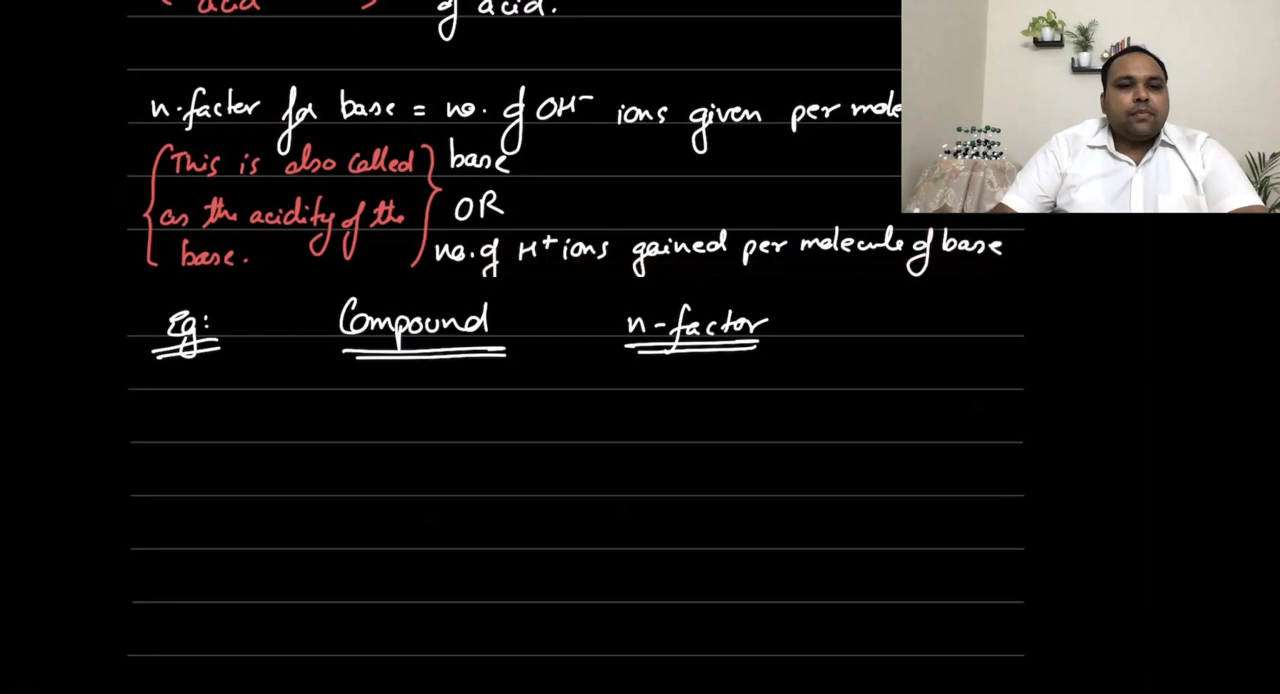 acid
of acid.
n-factor for base = no. of OH⁻ ions given per mole
{This is also called
as the acidity of the
base.}
base
OR
no. of H⁺ ions gained per molecule of base
Eg: Compound n-factor